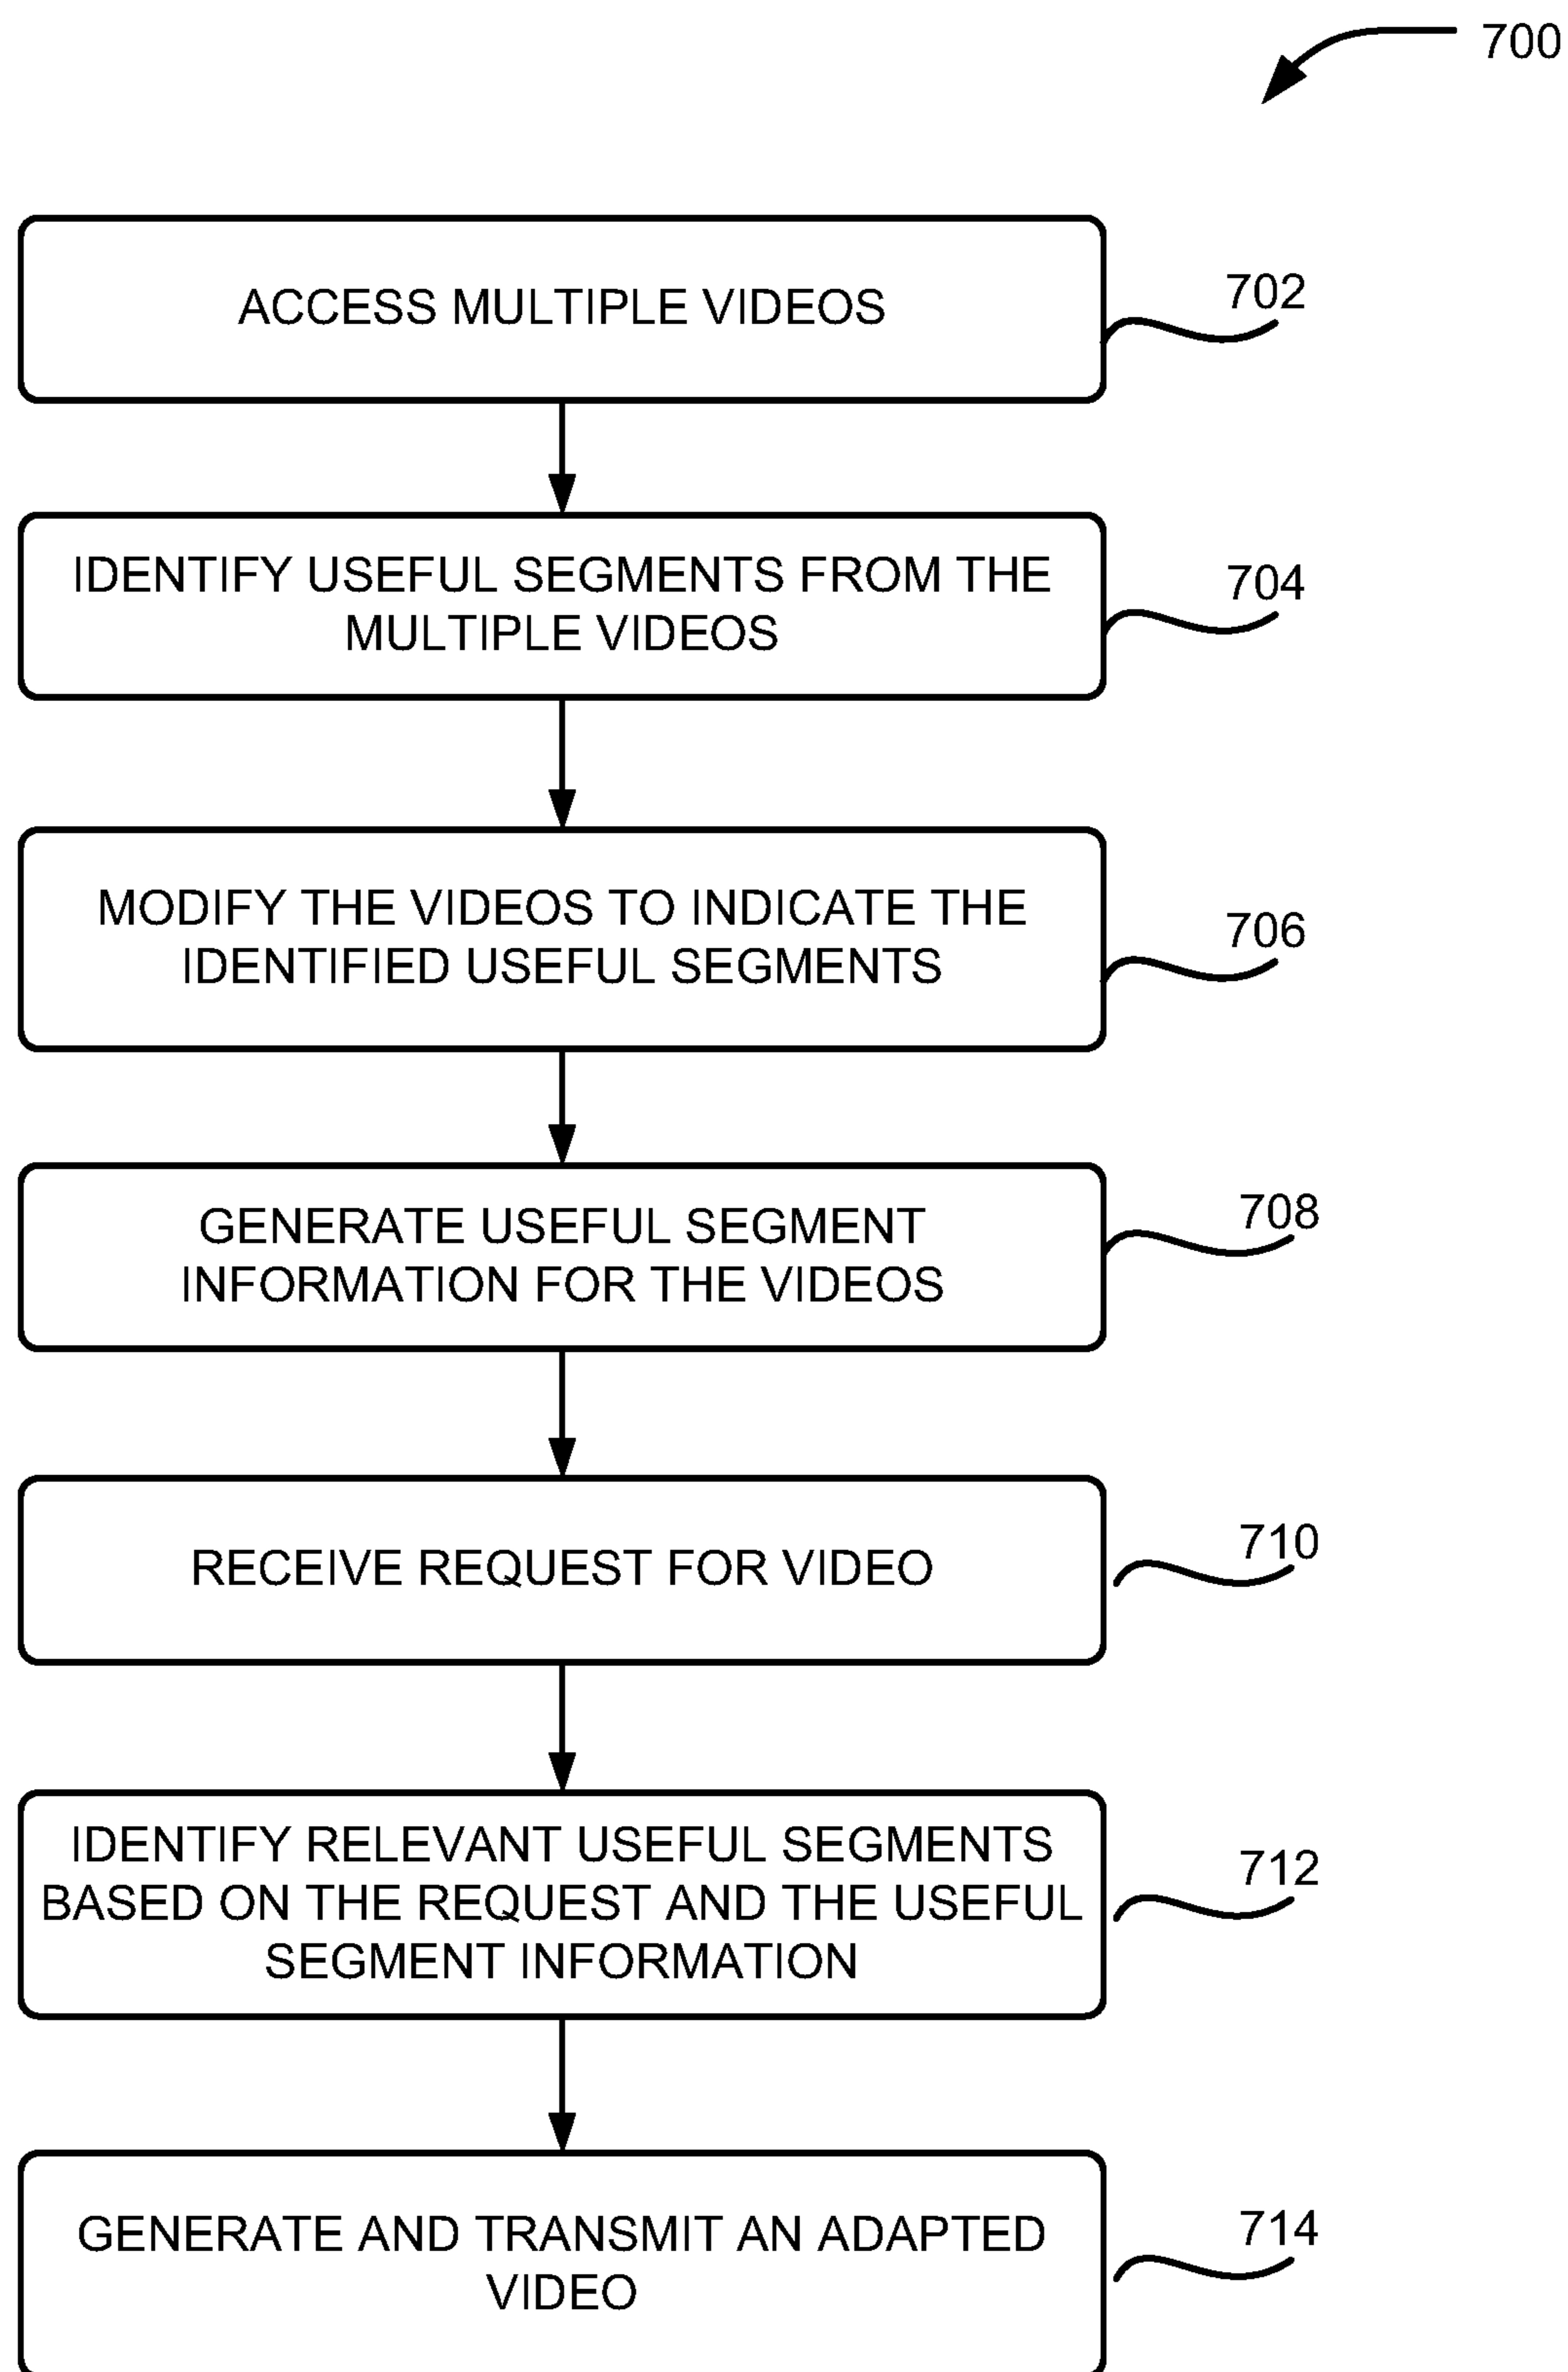 700
ACCESS MULTIPLE VIDEOS
702
IDENTIFY USEFUL SEGMENTS FROM THE
MULTIPLE VIDEOS
704
MODIFY THE VIDEOS TO INDICATE THE
IDENTIFIED USEFUL SEGMENTS
706
GENERATE USEFUL SEGMENT
INFORMATION FOR THE VIDEOS
708
RECEIVE REQUEST FOR VIDEO
710
IDENTIFY RELEVANT USEFUL SEGMENTS
BASED ON THE REQUEST AND THE USEFUL
SEGMENT INFORMATION
712
GENERATE AND TRANSMIT AN ADAPTED
VIDEO
714